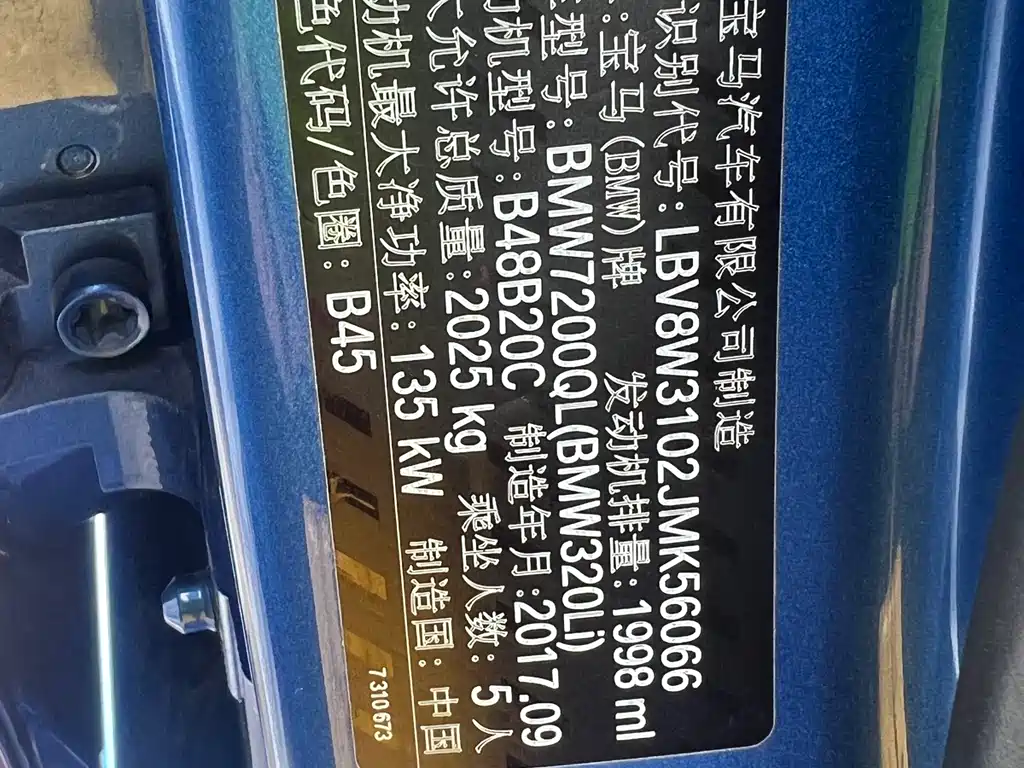 宝马汽车有限公司制造
识别代号:LBV8W3102JMK56066
:宝马(BMW)牌 发动机排量:1998 ml
型号:BMW7200QL(BMW320Li)
机型号:B48B20C 制造年月:2017.09
允许总质量:2025 kg 乘坐人数:5人
机最大净功率:135 kW 制造国:中国
色代码/色圈:B45 7310673